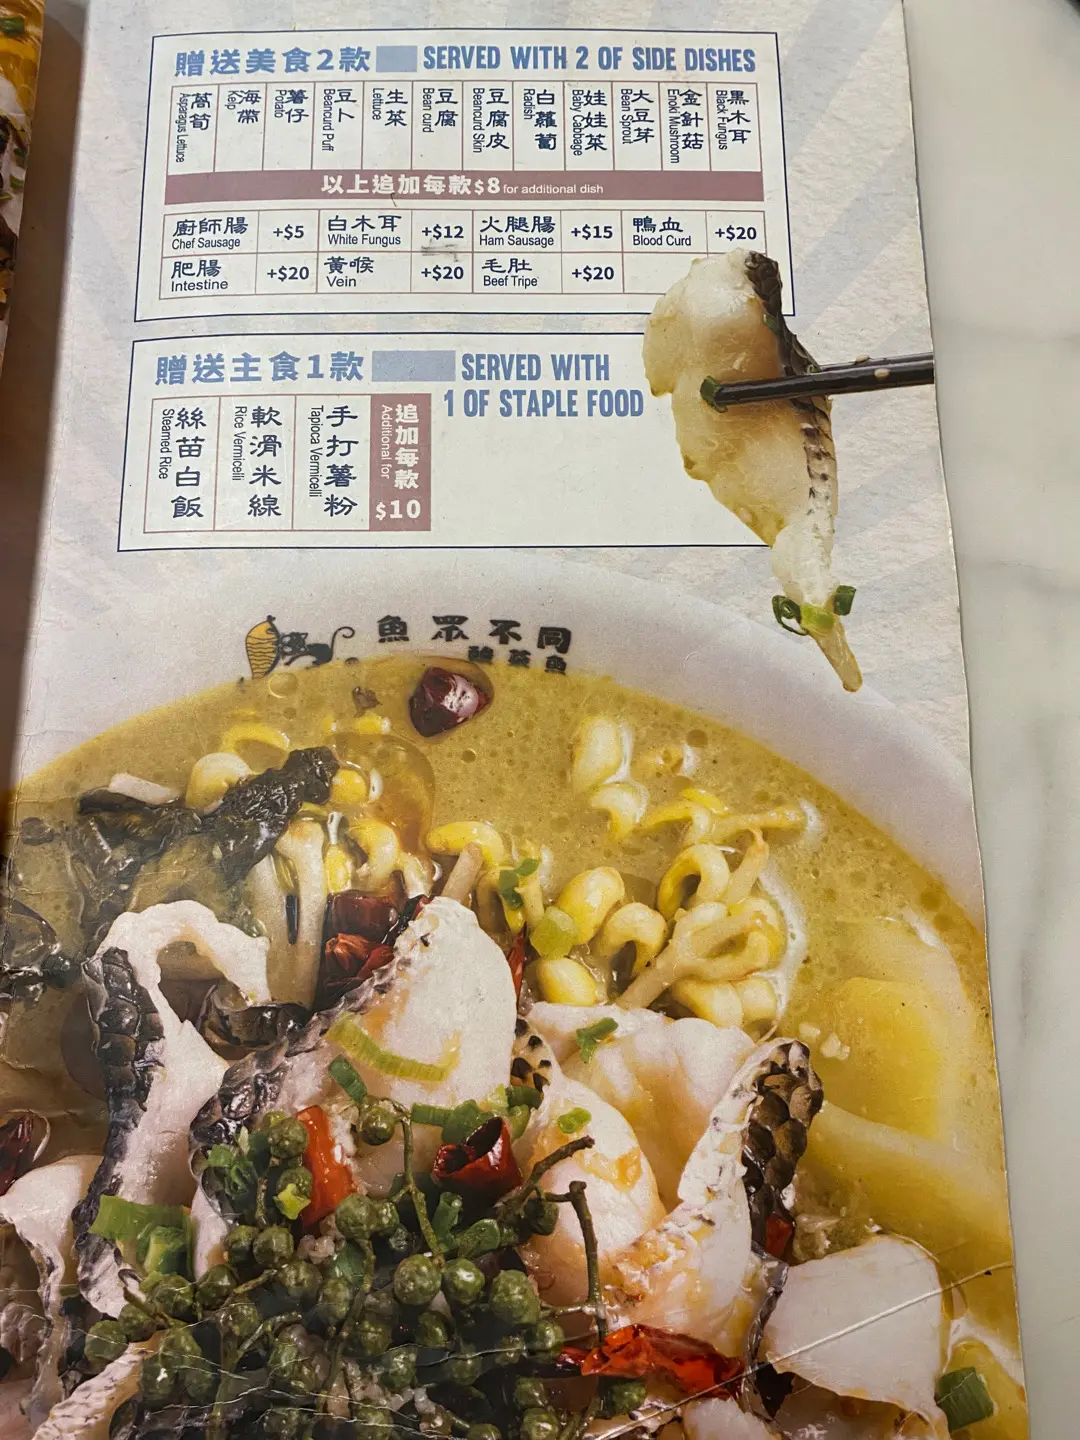 贈送美食2款 SERVED WITH 2 OF SIDE DISHES
萵筍 Asparagus Lettuce
海帶 Kelp
薯仔 Potato
豆卜 Beancurd Puff
生菜 Lettuce
豆腐 Bean curd
豆腐皮 Beancurd Skin
白蘿蔔 Radish
娃娃菜 Baby Cabbage
大豆芽 Bean Sprout
金針菇 Enoki Mushroom
黑木耳 Black Fungus
以上追加每款$8 for additional dish
廚師腸 Chef Sausage +$5
白木耳 White Fungus +$12
火腿腸 Ham Sausage +$15
鴨血 Blood Curd +$20
肥腸 Intestine +$20
黃喉 Vein +$20
毛肚 Beef Tripe +$20
贈送主食1款 SERVED WITH
1 OF STAPLE FOOD
絲苗白飯 Steamed Rice
軟滑米線 Rice Vermicelli
手打薯粉 Tapioca Vermicelli
追加每款 Additional for $10
魚眾不同
酸菜魚